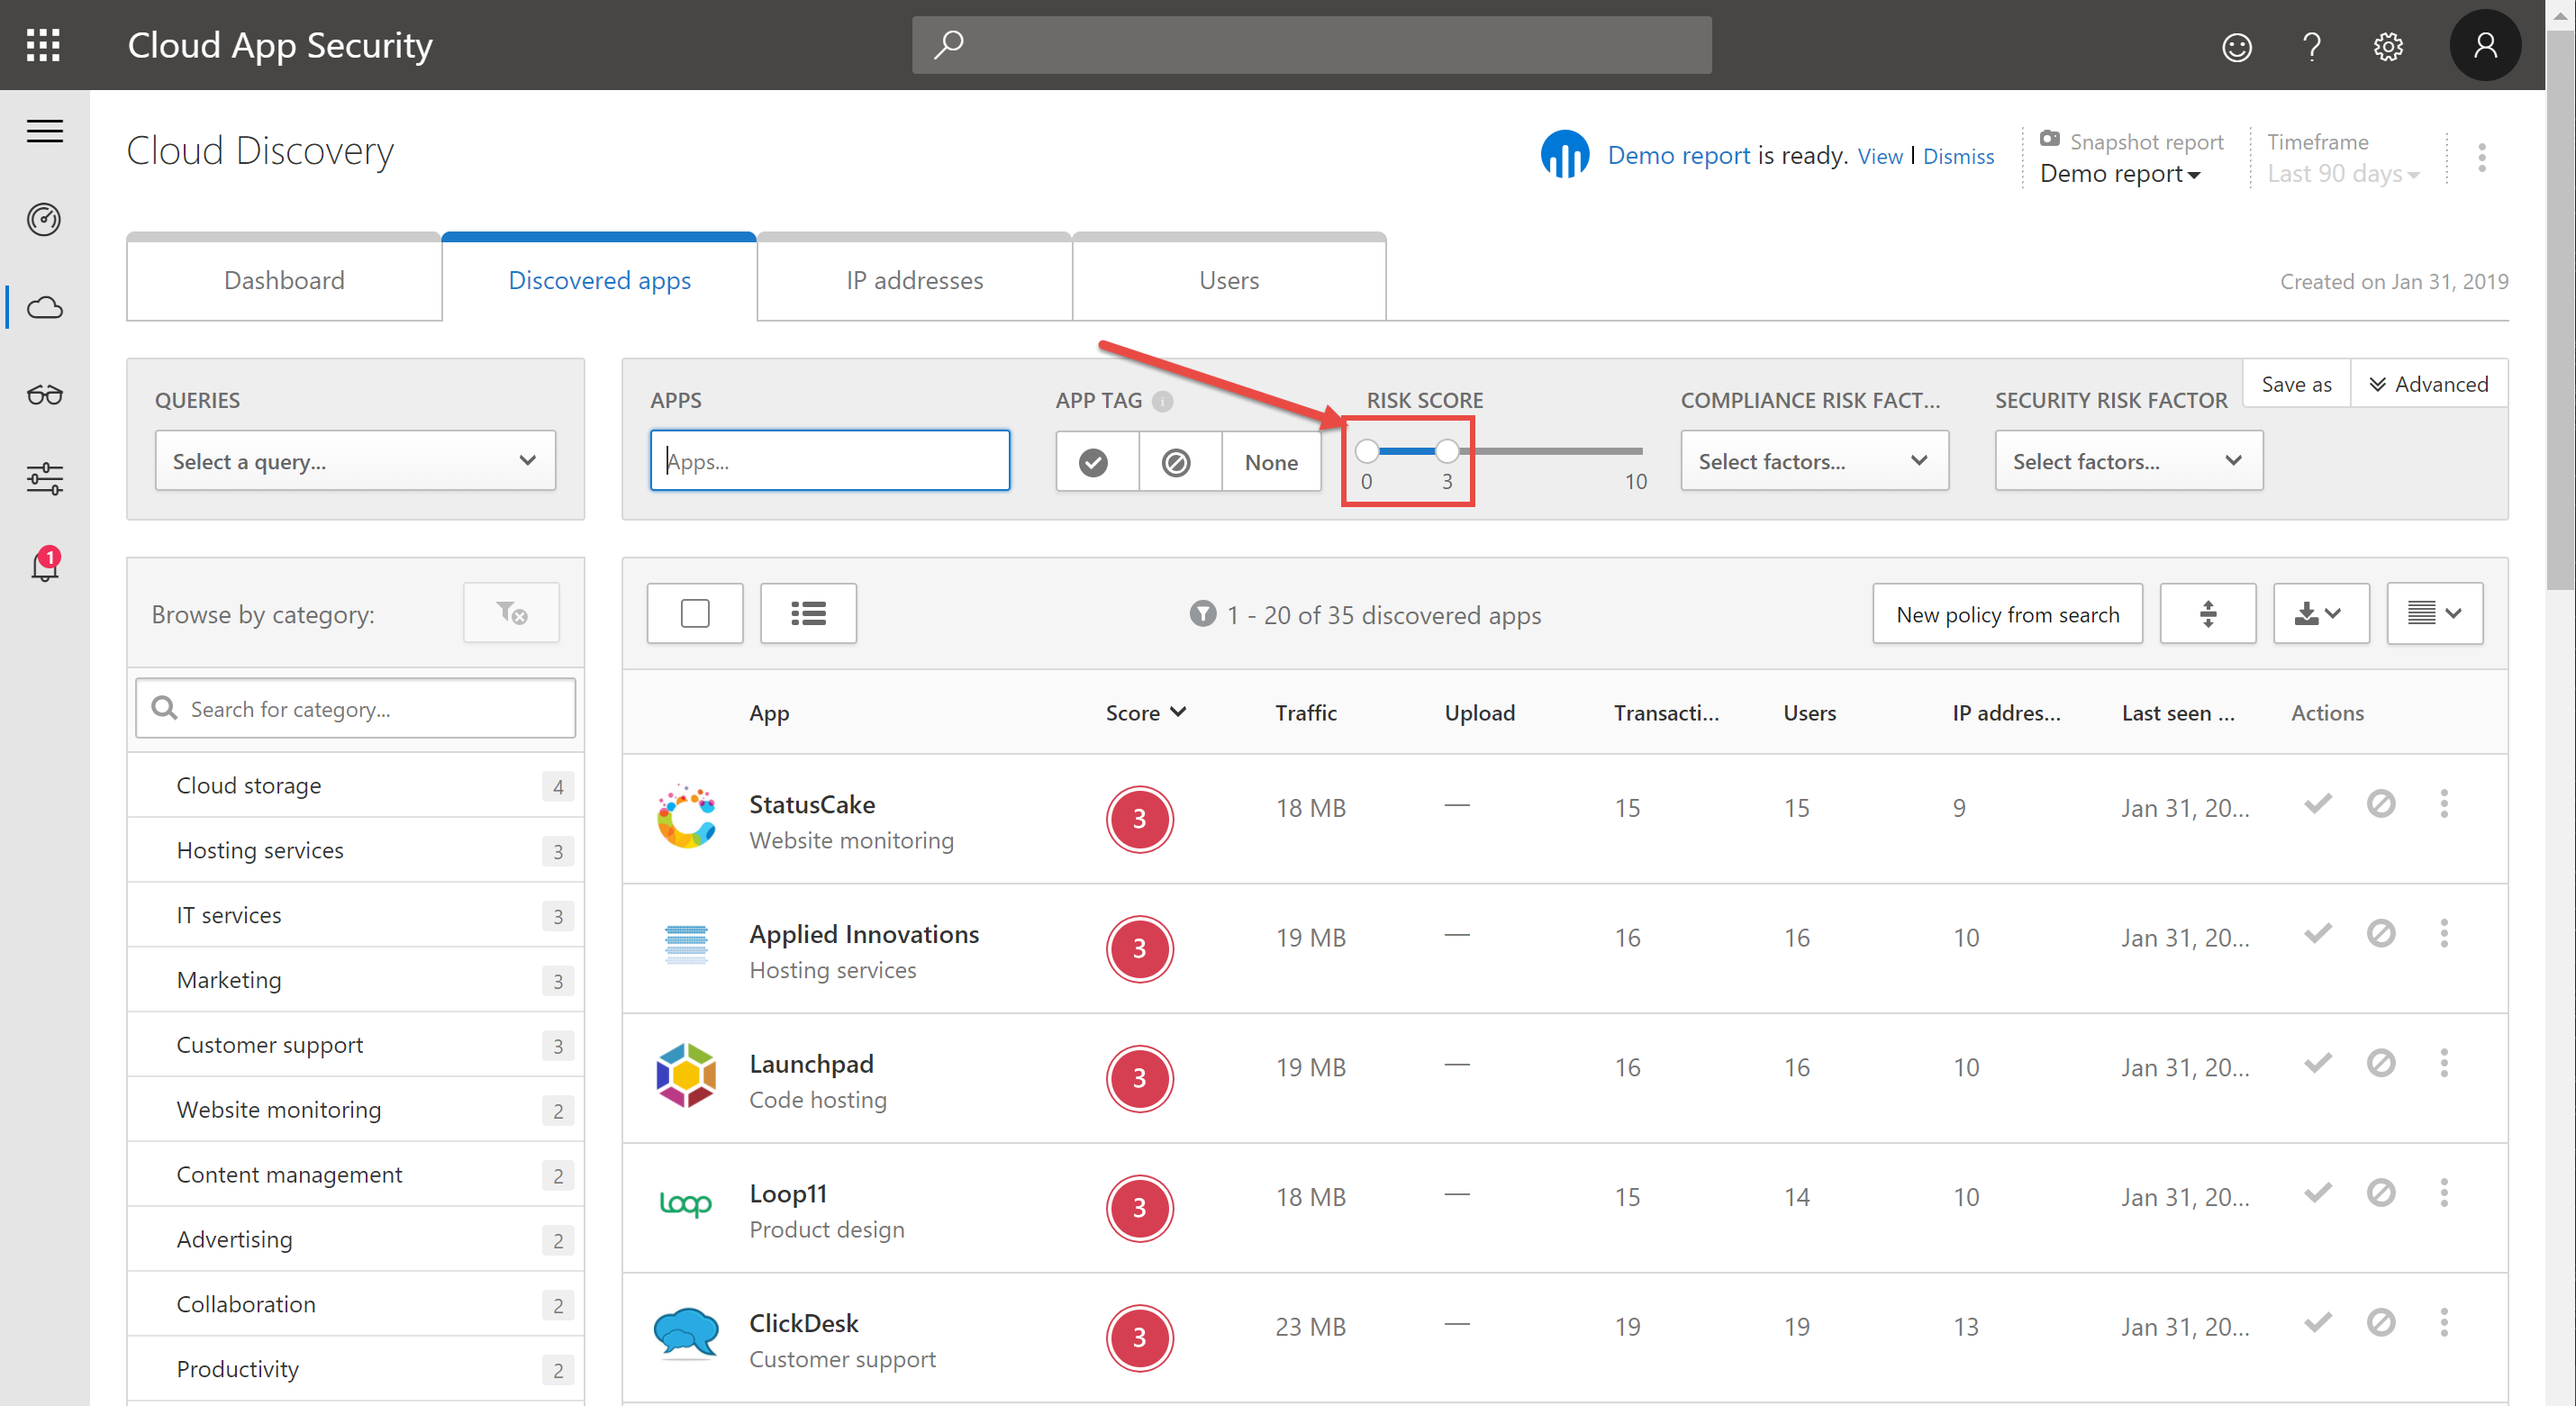 Cloud App Security
Cloud Discovery
Demo report is ready. View | Dismiss
Snapshot report
Demo report
Timeframe
Last 90 days
Dashboard
Discovered apps
IP addresses
Users
Created on Jan 31, 2019
QUERIES
Select a query...
APPS
Apps...
APP TAG
None
RISK SCORE
0 3 10
COMPLIANCE RISK FACT...
Select factors...
SECURITY RISK FACTOR
Select factors...
Save as
Advanced
1
Browse by category:
Search for category...
Cloud storage 4
Hosting services 3
IT services 3
Marketing 3
Customer support 3
Website monitoring 2
Content management 2
Advertising 2
Collaboration 2
Productivity 2
1 - 20 of 35 discovered apps
New policy from search
App Score Traffic Upload Transacti... Users IP addres... Last seen ... Actions
StatusCake 3 18 MB — 15 15 9 Jan 31, 20...
Website monitoring
Applied Innovations 3 19 MB — 16 16 10 Jan 31, 20...
Hosting services
Launchpad 3 19 MB — 16 16 10 Jan 31, 20...
Code hosting
Loop
Loop11 3 18 MB — 15 14 10 Jan 31, 20...
Product design
ClickDesk 3 23 MB — 19 19 13 Jan 31, 20...
Customer support